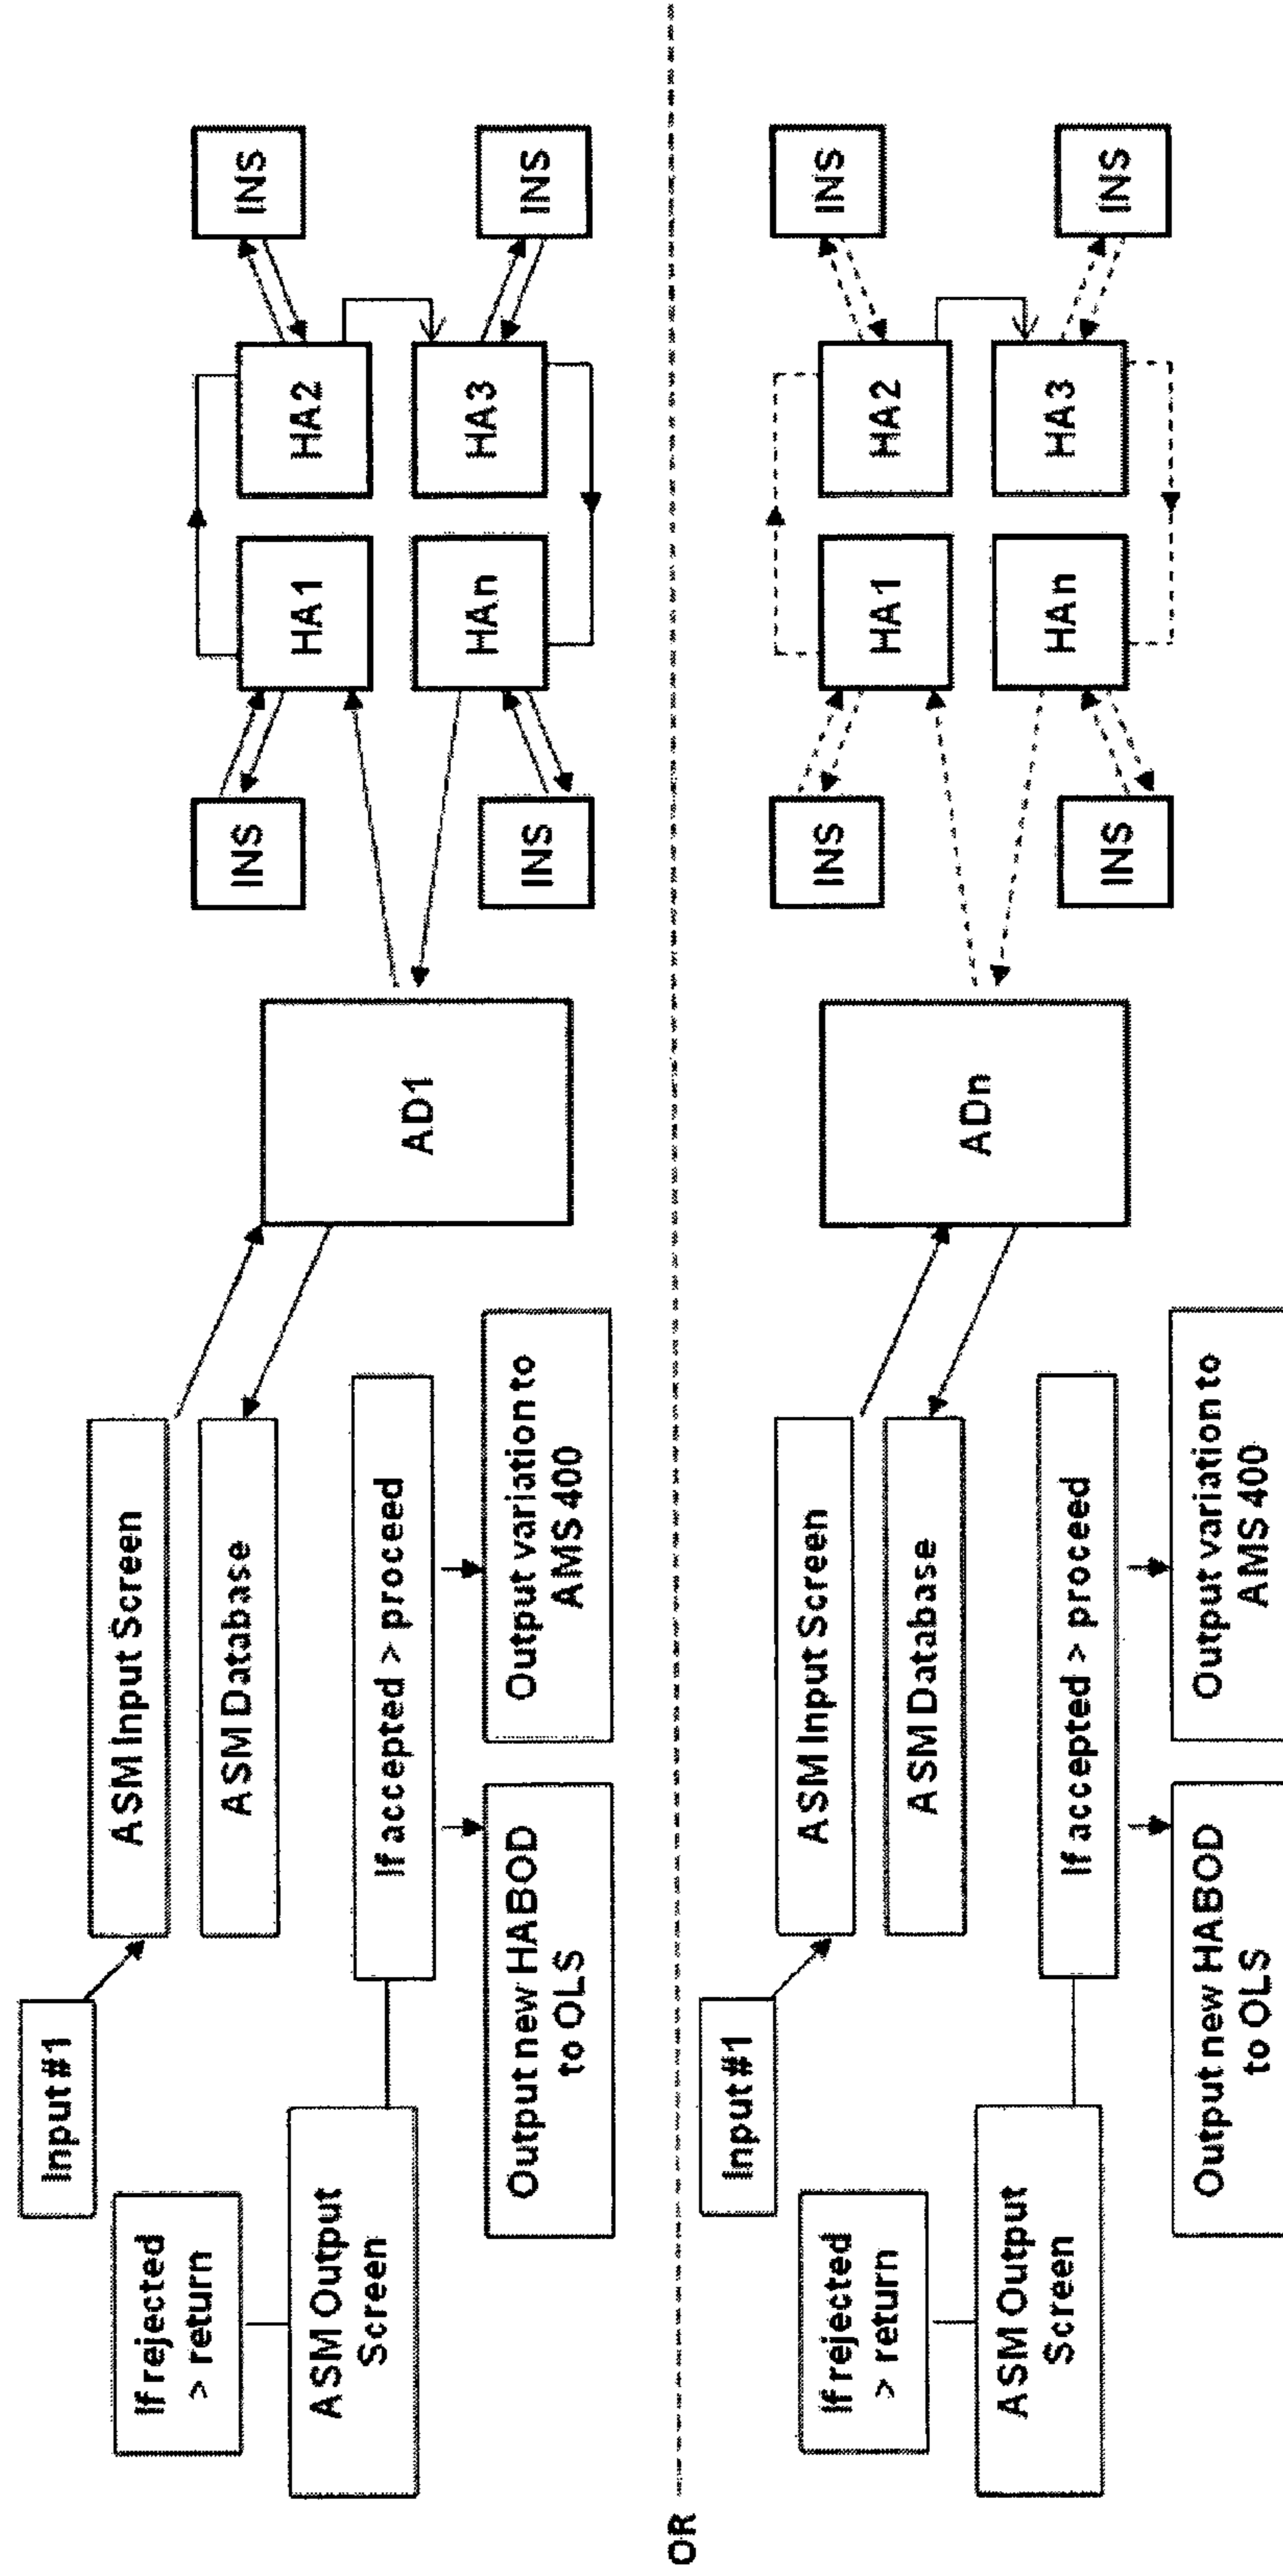 Input#1
If rejected
> return
ASM Output
Screen
ASM Input Screen
ASM Database
If accepted > proceed
Output new HABOD
to OLS
Output variation to
AMS 400
AD1
INS
INS
HA1
HA2
HAn
HA3
INS
INS
OR
Input#1
If rejected
> return
ASM Output
Screen
ASM Input Screen
ASM Database
If accepted > proceed
Output new HABOD
to OLS
Output variation to
AMS 400
ADn
INS
INS
HA1
HA2
HAn
HA3
INS
INS